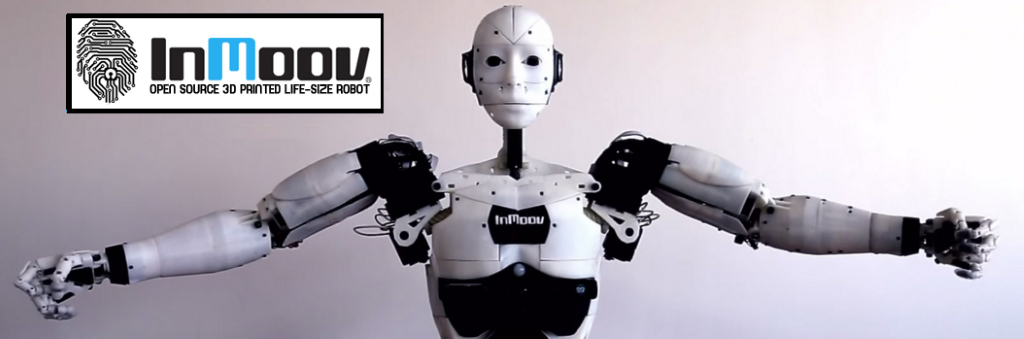 InMoov®
OPEN SOURCE 3D PRINTED LIFE-SIZE ROBOT
InMoov